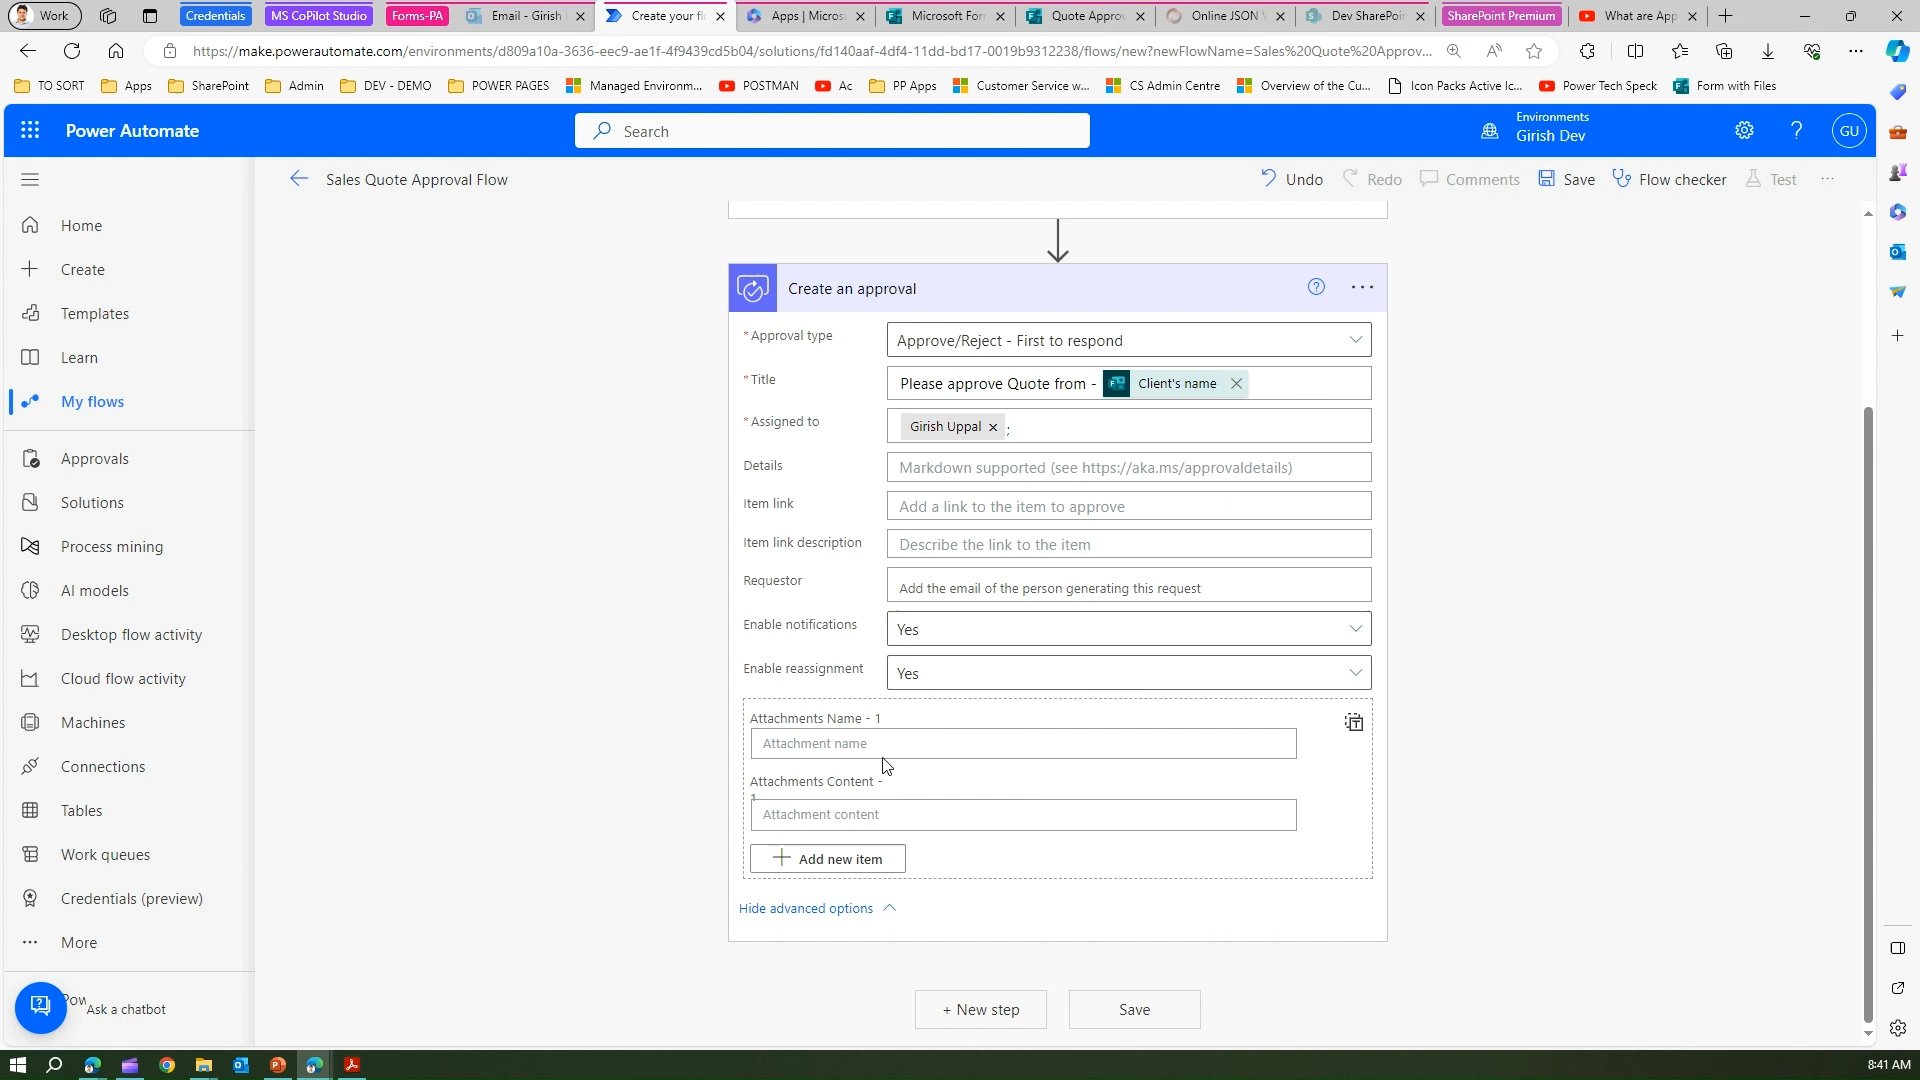 Work
Credentials
MS CoPilot Studio
Forms-PA
Email - Girish
Create your fl
Apps | Micros
Microsoft For
Quote Approv
Online JSON V
Dev SharePoin
SharePoint Premium
What are App
https://make.powerautomate.com/environments/d809a10a-3636-eec9-ae1f-4f9439cd5b04/solutions/fd140aaf-4df4-11dd-bd17-0019b9312238/flows/new?newFlowName=Sales%20Quote%20Approv...
TO SORT
Apps
SharePoint
Admin
DEV - DEMO
POWER PAGES
Managed Environm...
POSTMAN
Ac
PP Apps
Customer Service w...
CS Admin Centre
Overview of the Cu...
Icon Packs Active Ic...
Power Tech Speck
Form with Files
Power Automate
Search
Environments
Girish Dev
GU
Sales Quote Approval Flow
Undo
Redo
Comments
Save
Flow checker
Test
Home
Create
Templates
Learn
My flows
Approvals
Solutions
Process mining
AI models
Desktop flow activity
Cloud flow activity
Machines
Connections
Tables
Work queues
Credentials (preview)
More
Pow
Ask a chatbot
Create an approval
* Approval type
Approve/Reject - First to respond
* Title
Please approve Quote from - Client's name
* Assigned to
Girish Uppal ;
Details
Markdown supported (see https://aka.ms/approvaldetails)
Item link
Add a link to the item to approve
Item link description
Describe the link to the item
Requestor
Add the email of the person generating this request
Enable notifications
Yes
Enable reassignment
Yes
Attachments Name - 1
Attachment name
Attachments Content -
1
Attachment content
Add new item
Hide advanced options
+ New step
Save
8:41 AM